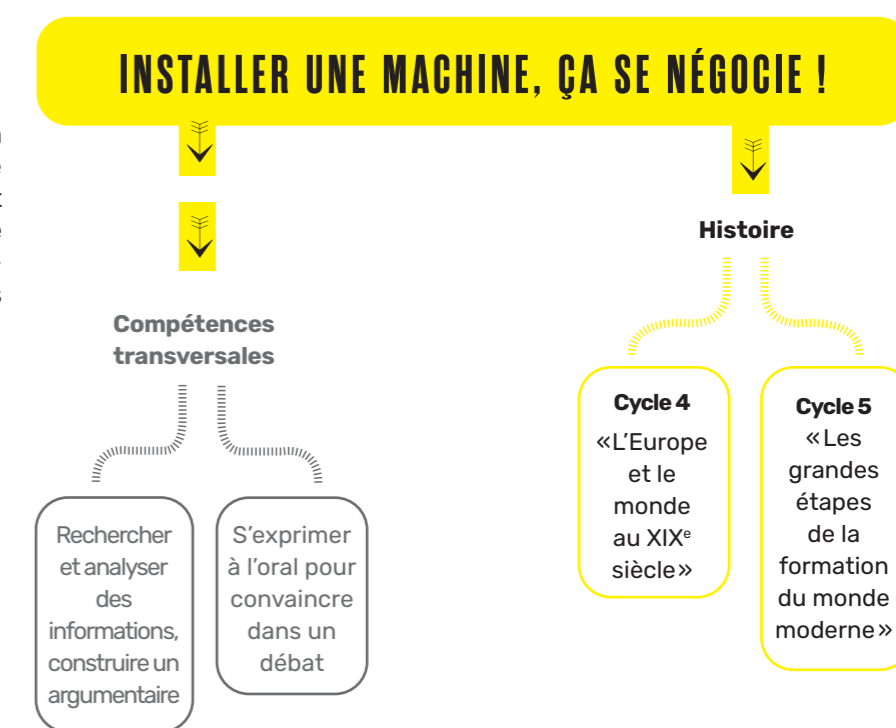 INSTALLER UNE MACHINE, ÇA SE NÉGOCIE !
Compétences
transversales
Rechercher
et analyser
des
informations,
construire un
argumentaire
S’exprimer
à l’oral pour
convaincre
dans un
débat
Histoire
Cycle 4
«L’Europe
et le
monde
au XIXe
siècle»
Cycle 5
«Les
grandes
étapes
de la
formation
du monde
moderne»